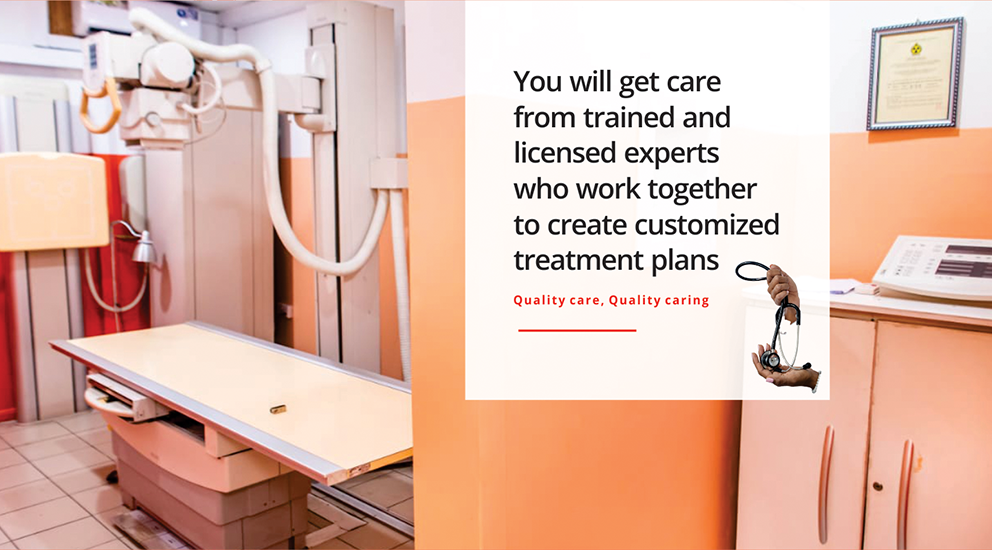 You will get care
from trained and
licensed experts
who work together
to create customized
treatment plans
Quality care, Quality caring